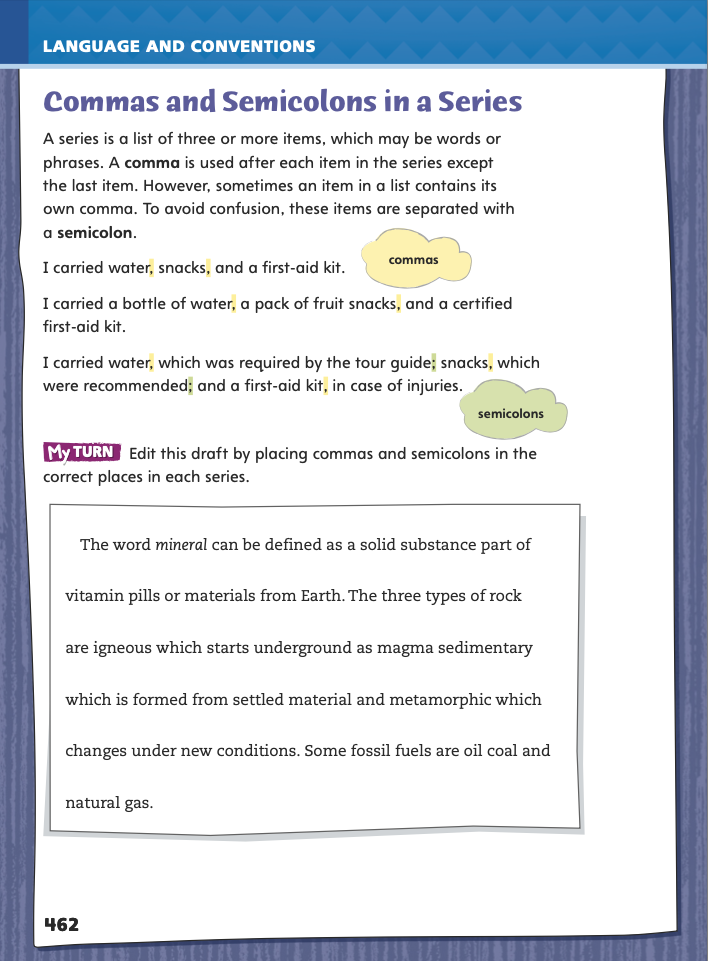 LANGUAGE AND CONVENTIONS
Commas and Semicolons in a Series
A series is a list of three or more items, which may be words or
phrases. A comma is used after each item in the series except
the last item. However, sometimes an item in a list contains its
own comma. To avoid confusion, these items are separated with
a semicolon.
I carried water, snacks, and a first-aid kit.
commas
I carried a bottle of water, a pack of fruit snacks, and a certified
first-aid kit.
I carried water, which was required by the tour guide; snacks, which
were recommended; and a first-aid kit, in case of injuries.
semicolons
My TURN Edit this draft by placing commas and semicolons in the
correct places in each series.
The word mineral can be defined as a solid substance part of
vitamin pills or materials from Earth. The three types of rock
are igneous which starts underground as magma sedimentary
which is formed from settled material and metamorphic which
changes under new conditions. Some fossil fuels are oil coal and
natural gas.
462